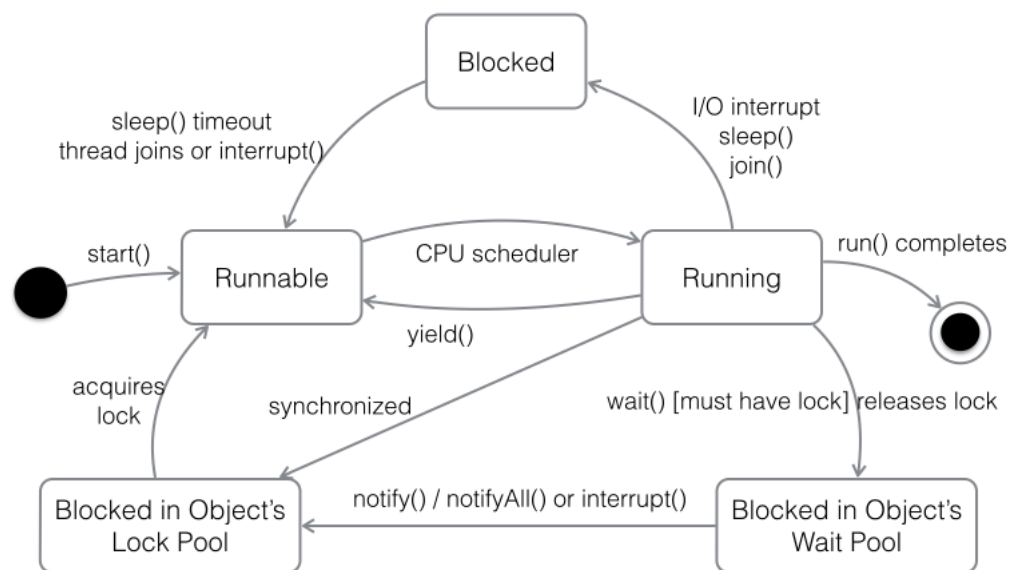 Blocked
I/O interrupt
sleep()
join()
sleep() timeout
thread joins or interrupt()
start()
Runnable
CPU scheduler
Running
run() completes
yield()
acquires
lock
synchronized
wait() [must have lock] releases lock
Blocked in Object's
Lock Pool
notify() / notifyAll() or interrupt()
Blocked in Object's
Wait Pool